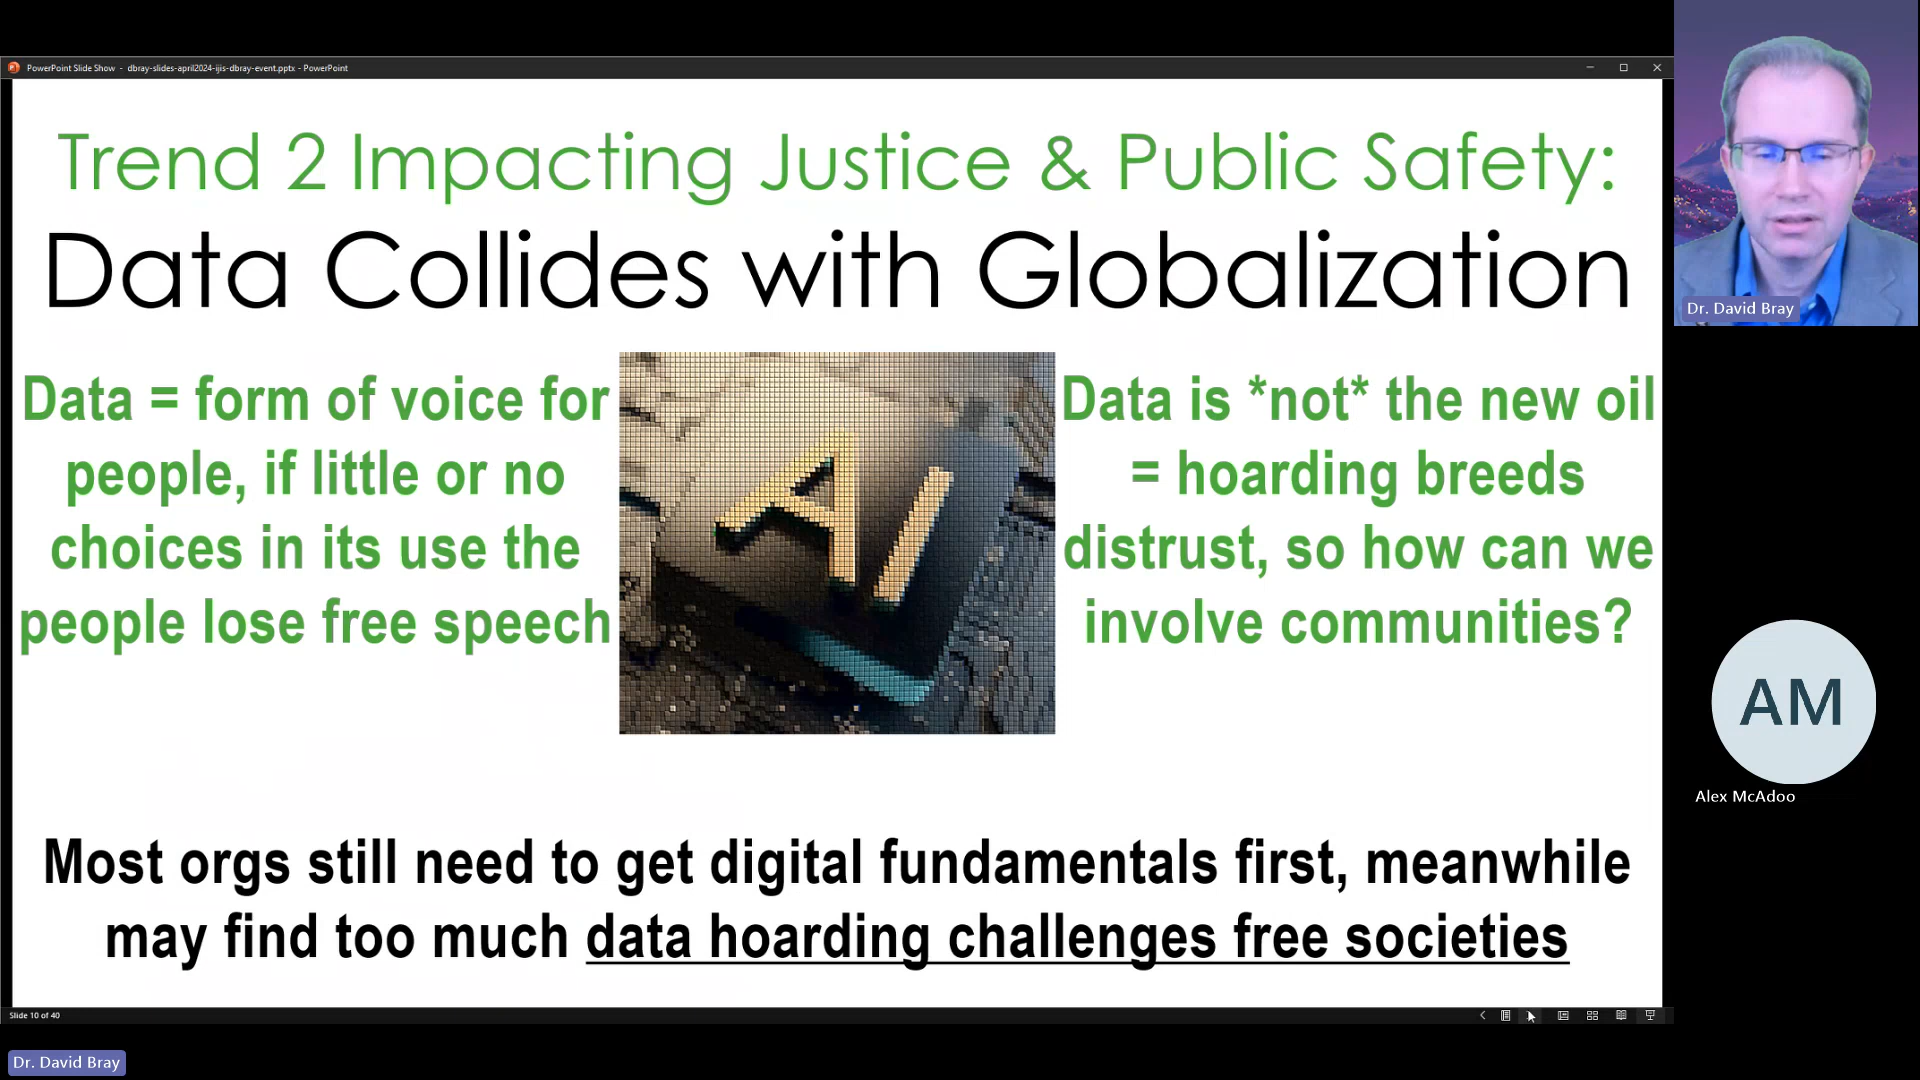 PowerPoint Slide Show - dbray-slides-april2024-ijis-dbray-event.pptx - PowerPoint
Trend 2 Impacting Justice & Public Safety:
Data Collides with Globalization
Data = form of voice for
people, if little or no
choices in its use the
people lose free speech
AI
Data is *not* the new oil
= hoarding breeds
distrust, so how can we
involve communities?
Most orgs still need to get digital fundamentals first, meanwhile
may find too much data hoarding challenges free societies
Slide 10 of 40
Dr. David Bray
Dr. David Bray
AM
Alex McAdoo